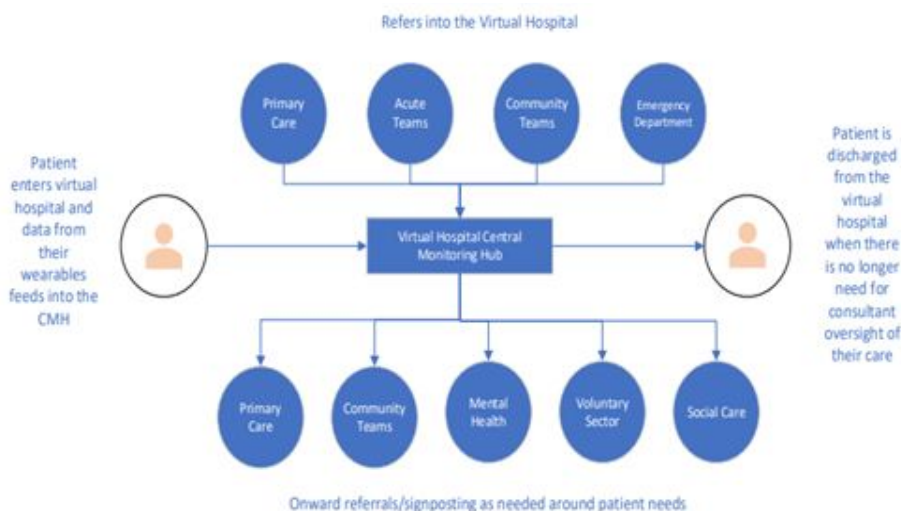 Refers into the Virtual Hospital
Primary
Care
Acute
Teams
Community
Teams
Emergency
Department
Patient
enters virtual
hospital and
data from
their
wearables
feeds into the
CMH
Virtual Hospital Central
Monitoring Hub
Patient is
discharged
from the
virtual
hospital
when there
is no longer
need for
consultant
oversight of
their care
Primary
Care
Community
Teams
Mental
Health
Voluntary
Sector
Social Care
Onward referrals/signposting as needed around patient needs